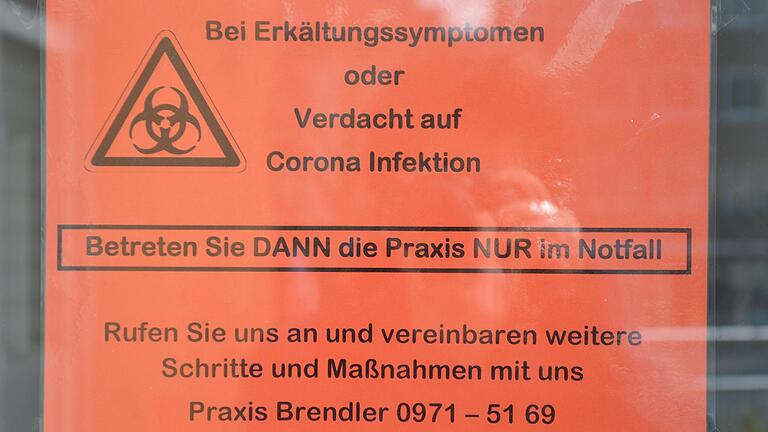 Bei Erkältungssymptomen
oder
Verdacht auf
Corona Infektion
Betreten Sie DANN die Praxis NUR im Notfall
Rufen Sie uns an und vereinbaren weitere
Schritte und Maßnahmen mit uns
Praxis Brendler 0971 – 51 69